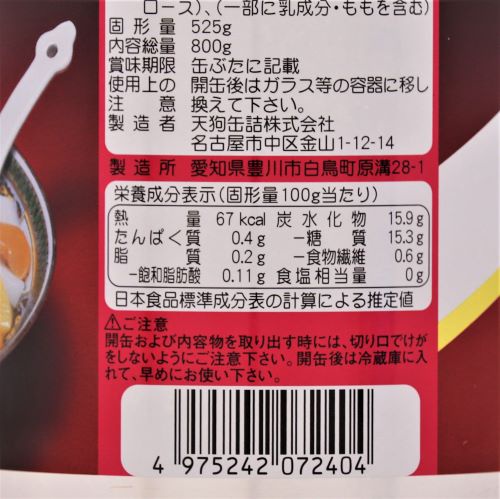 ロース)、(一部に乳成分・ももを含む)
固形量 525g
内容総量 800g
賞味期限 缶ぶたに記載
使用上の注意 開缶後はガラス等の容器に移し
換えて下さい。
製造者 天狗缶詰株式会社
名古屋市中区金山1-12-14
製造所 愛知県豊川市白鳥町原溝28-1
栄養成分表示(固形量100g当たり)
熱量 67kcal 炭水化物 15.9g
たんぱく質 0.4g ー糖質 15.3g
脂質 0.2g ー食物繊維 0.6g
ー飽和脂肪酸 0.11g 食塩相当量 0g
日本食品標準成分表の計算による推定値
⚠ご注意
開缶および内容物を取り出す時には、切り口でけが
をしないようにご注意下さい。開缶後は冷蔵庫に入
れて、早めにお使い下さい。
4 975242 072404